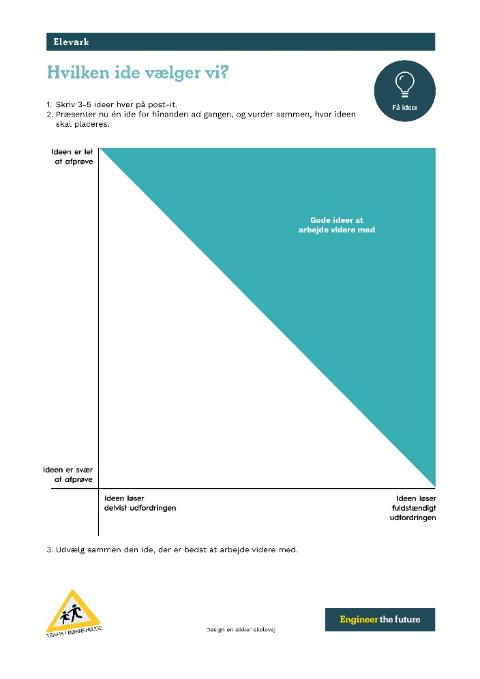 Elevark
Hvilken ide vælger vi?
Få ideer
1. Skriv 3-5 ideer hver på post-it.
2. Præsenter nu én ide for hinanden ad gangen, og vurder sammen, hvor ideen
skal placeres.
Ideen er let
at afprøve
Gode ideer at
arbejde videre med
Ideen er svær
at afprøve
Ideen løser
delvist udfordringen
Ideen løser
fuldstændigt
udfordringen
3. Udvælg sammen den ide, der er bedst at arbejde videre med.
TRAFIK I BØRNEHØJDE
Design en sikker skolevej
Engineer the future